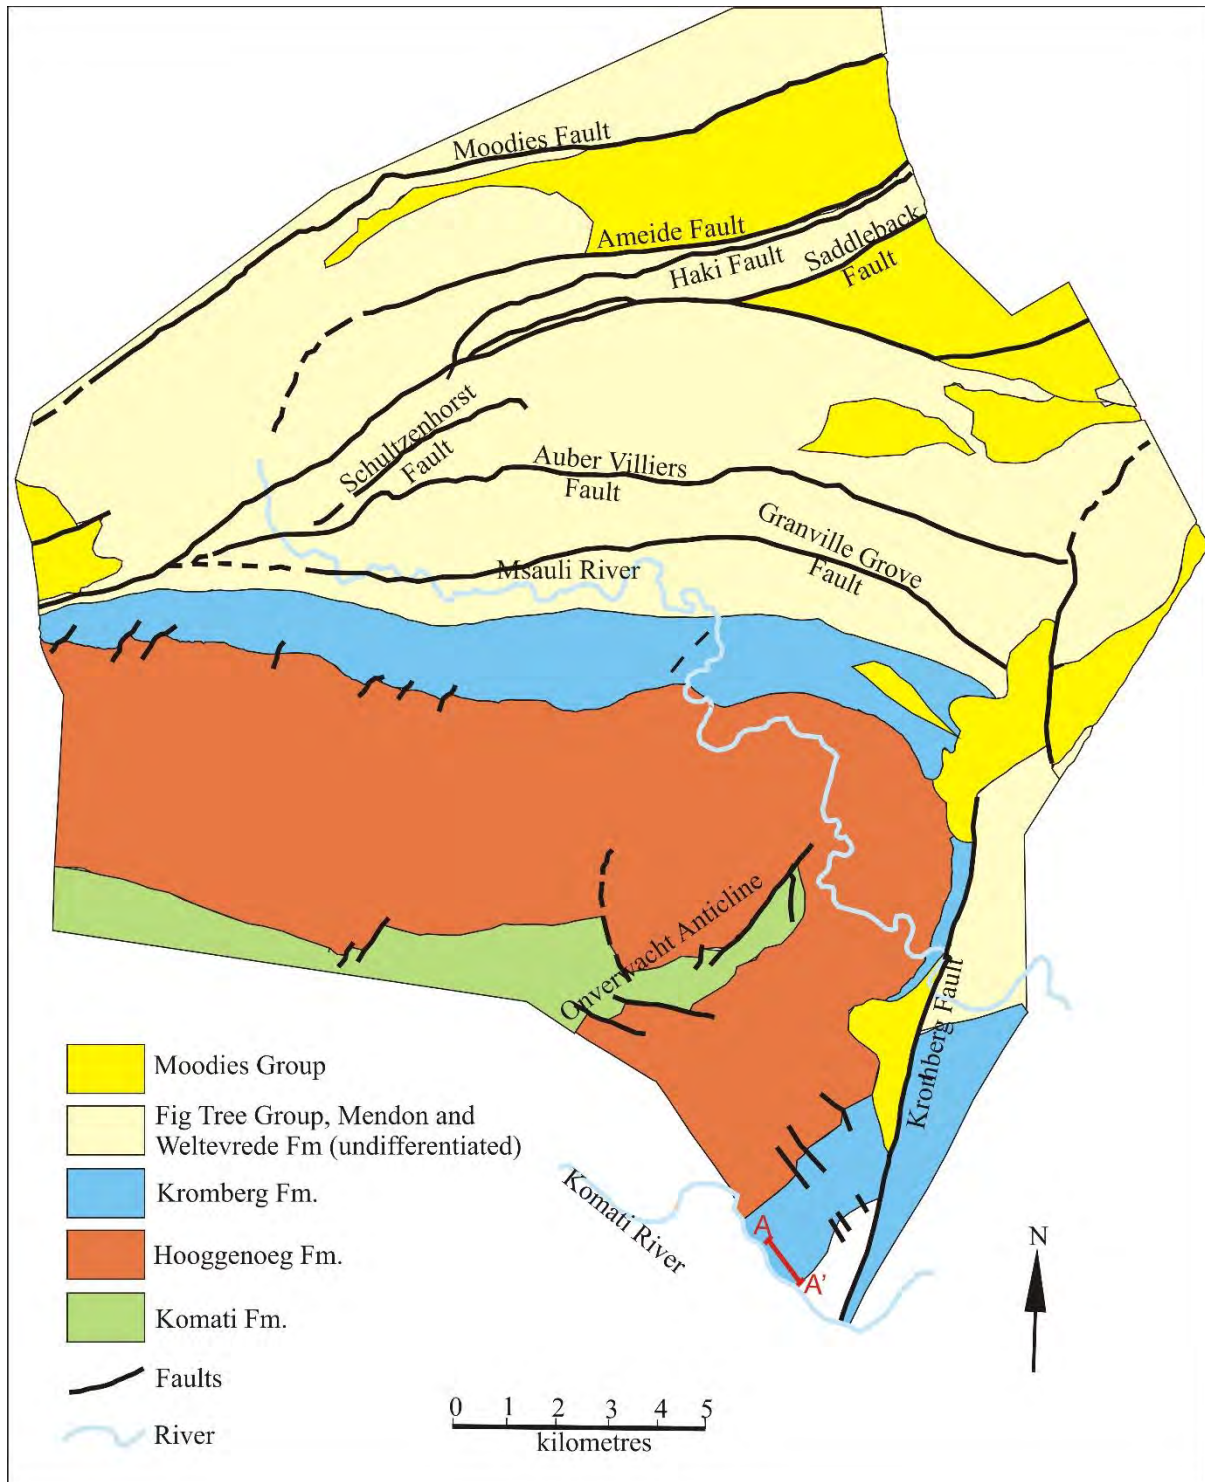 Moodies Fault
Ameide Fault
Haki Fault
Saddleback
Fault
Schultzenhorst
Fault
Auber Villiers
Fault
Granville Grove
Fault
Msauli River
Onverwacht Anticline
Kromberg Fault
Komati River
A
A'
N
Moodies Group
Fig Tree Group, Mendon and
Weltevrede Fm (undifferentiated)
Kromberg Fm.
Hooggenoeg Fm.
Komati Fm.
Faults
River
0 1 2 3 4 5
kilometres